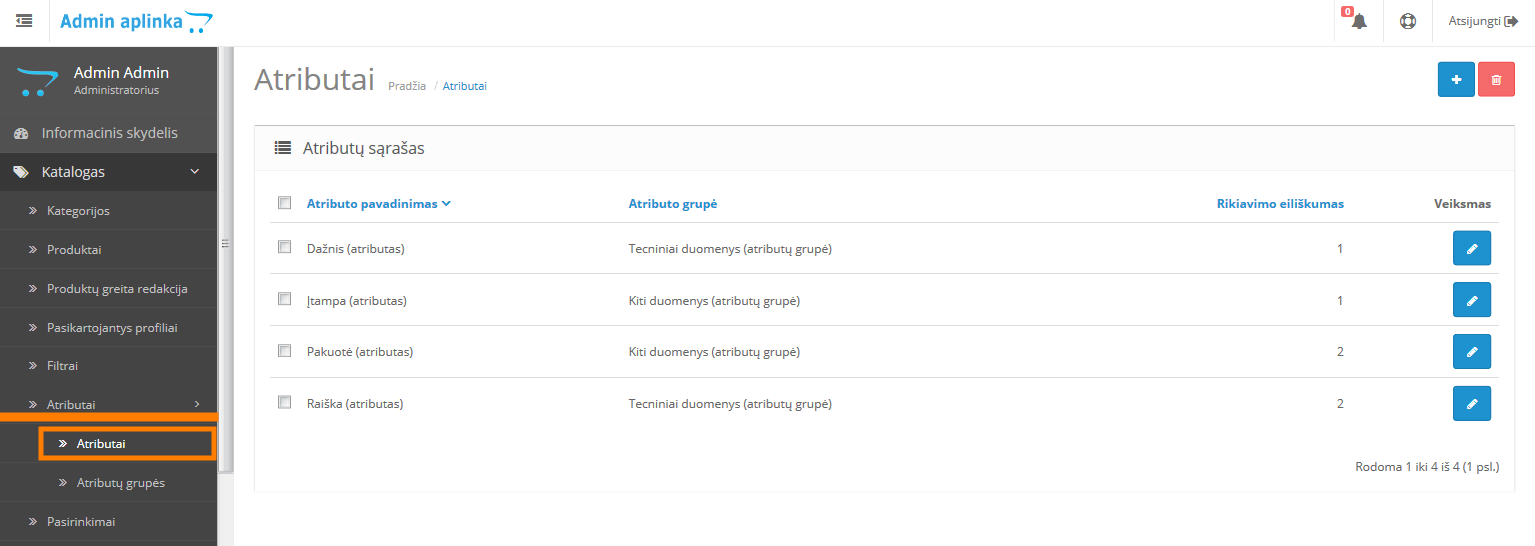 Admin aplinka
0
Atsijungti
Admin Admin
Administratorius
Informacinis skydelis
Katalogas
Kategorijos
Produktai
Produktų greita redakcija
Pasikartojantys profiliai
Filtrai
Atributai
Atributai
Atributų grupės
Pasirinkimai
Atributai Pradžia / Atributai
Atributų sąrašas
Atributo pavadinimas Atributo grupė Rikiavimo eiliškumas Veiksmas
Dažnis (atributas) Tecniniai duomenys (atributų grupė) 1
Įtampa (atributas) Kiti duomenys (atributų grupė) 1
Pakuotė (atributas) Kiti duomenys (atributų grupė) 2
Raiška (atributas) Tecniniai duomenys (atributų grupė) 2
Rodoma 1 iki 4 iš 4 (1 psl.)